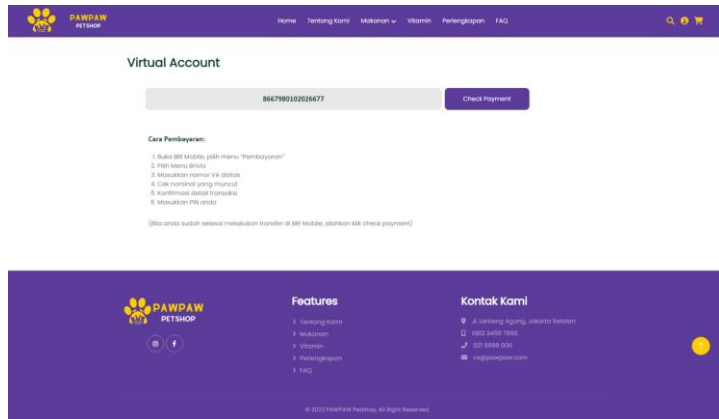 PAWPAW
PETSHOP
Home Tentang Kami Makanan Vitamin Perlengkapan FAQ
Virtual Account
8667980102026677
Check Payment
Cara Pembayaran:
1. Buka BRI Mobile, pilih menu "Pembayaran"
2. Pilih Menu Briva
3. Masukkan nomor VA diatas
4. Cek nominal yang muncul
5. Konfirmasi detail transaksi
6. Masukkan PIN anda
(Bila anda sudah selesai melakukan transfer di BRI Mobile, silahkan klik check payment)
PAWPAW
PETSHOP
Features
> Tentang Kami
> Makanan
> Vitamin
> Perlengkapan
> FAQ
Kontak Kami
Jl. Lenteng Agung, Jakarta Selatan
0812 3456 7890
021 8999 000
cs@pawpaw.com
© 2022 PAWPAW Petshop, All Right Reserved.